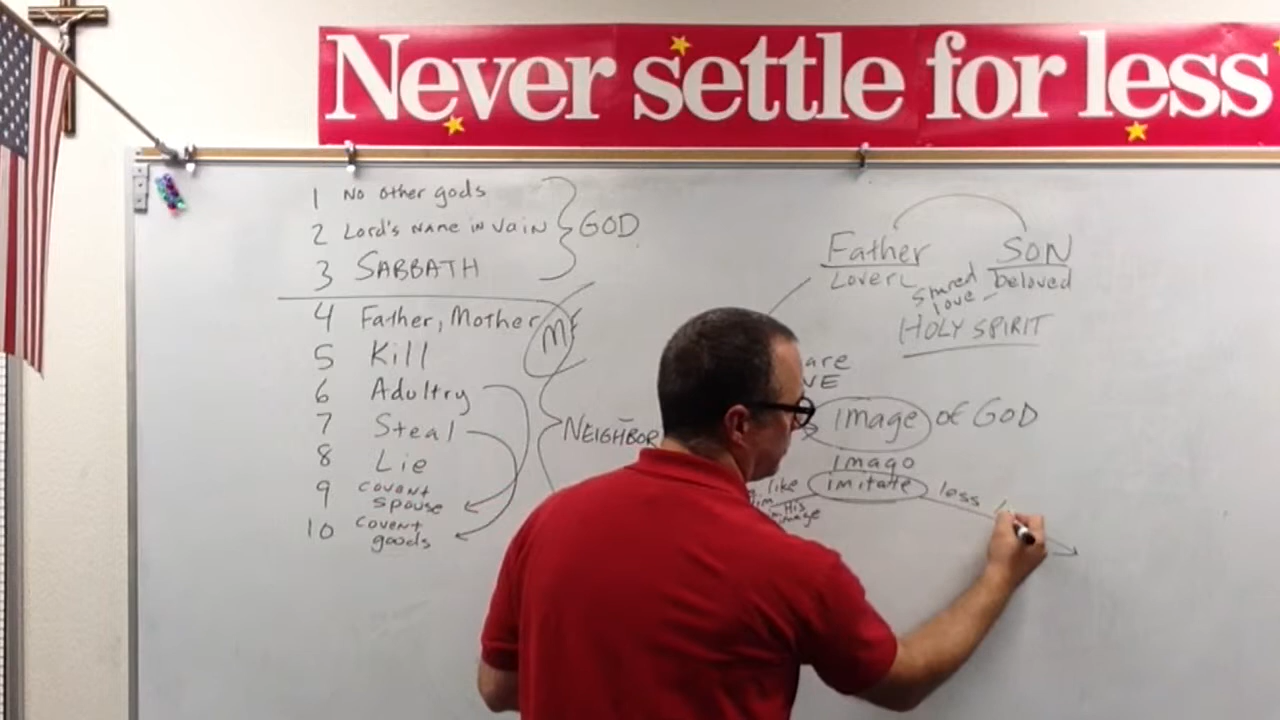 Never settle for less
1 No other gods
2 Lord's Name in Vain
3 SABBATH
GOD
4 Father, Mother
5 Kill
6 Adultry
7 Steal
8 Lie
9 covent
spouse
10 covent
goods
ME
NEIGHBOR
Father
Lover
SON
beloved
shared
love
HOLY SPIRIT
are
image of GOD
imago
imitate
like
in His
image
less